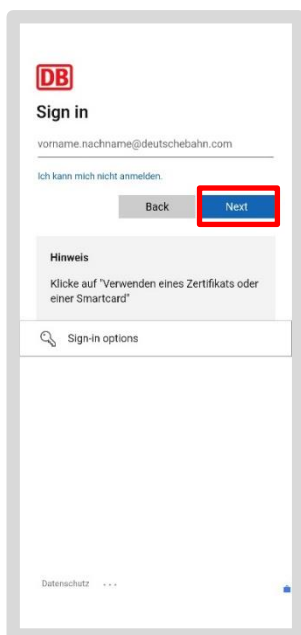 DB
Sign in
vorname.nachname@deutschebahn.com
Ich kann mich nicht anmelden.
Back
Next
Hinweis
Klicke auf "Verwenden eines Zertifikats oder
einer Smartcard"
Sign-in options
Datenschutz ...